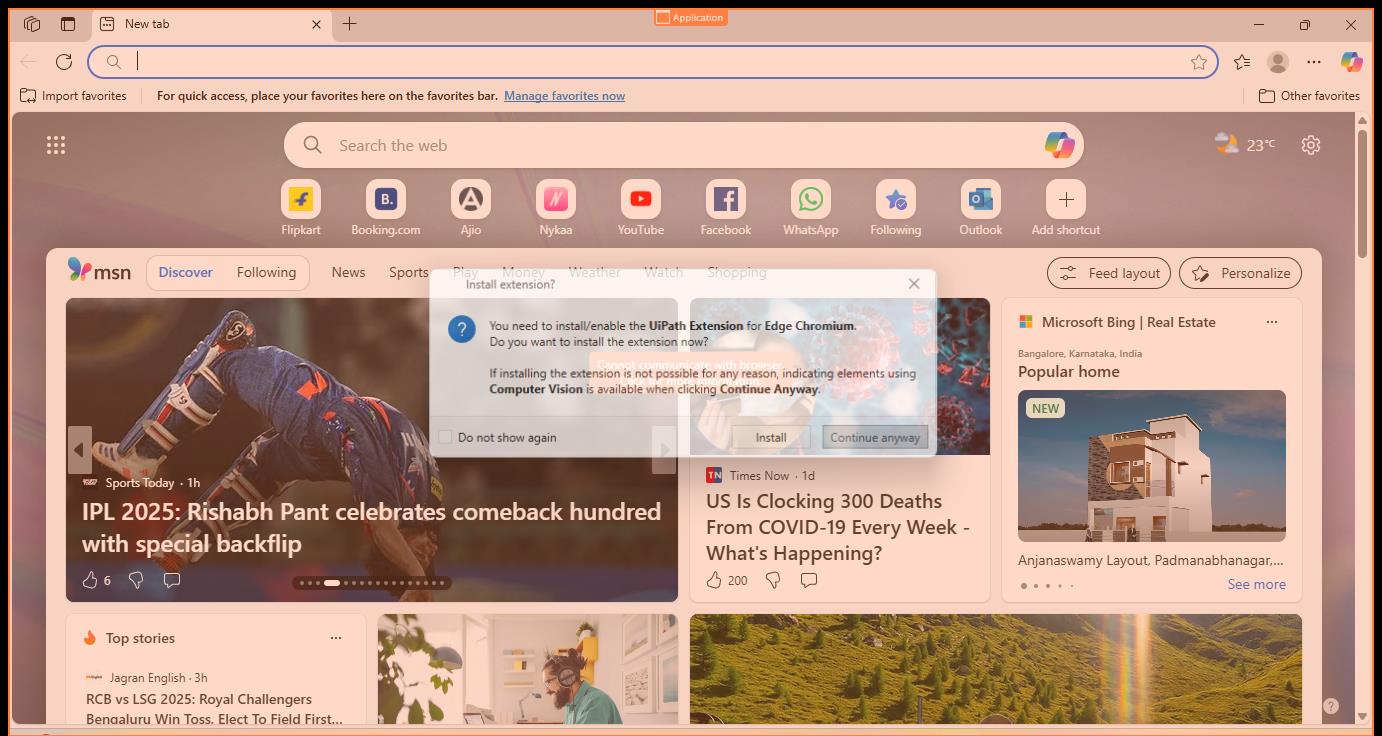 New tab
Application
Import favorites
For quick access, place your favorites here on the favorites bar. Manage favorites now
Other favorites
Search the web
23°C
Flipkart
B.
Booking.com
Ajio
Nykaa
YouTube
Facebook
WhatsApp
Following
Outlook
Add shortcut
msn
Discover
Following
News
Sports
Play
Money
Weather
Watch
Shopping
Feed layout
Personalize
Install extension?
You need to install/enable the UiPath Extension for Edge Chromium.
Do you want to install the extension now?
Cannot communicate with browser
If installing the extension is not possible for any reason, indicating elements using
Computer Vision is available when clicking Continue Anyway.
Do not show again
Install
Continue anyway
Sports Today · 1h
IPL 2025: Rishabh Pant celebrates comeback hundred
with special backflip
6
TN Times Now · 1d
US Is Clocking 300 Deaths
From COVID-19 Every Week -
What's Happening?
200
Microsoft Bing | Real Estate
Bangalore, Karnataka, India
Popular home
NEW
Anjanaswamy Layout, Padmanabhanagar,...
See more
Top stories
Jagran English · 3h
RCB vs LSG 2025: Royal Challengers
Bengaluru Win Toss, Elect To Field First...